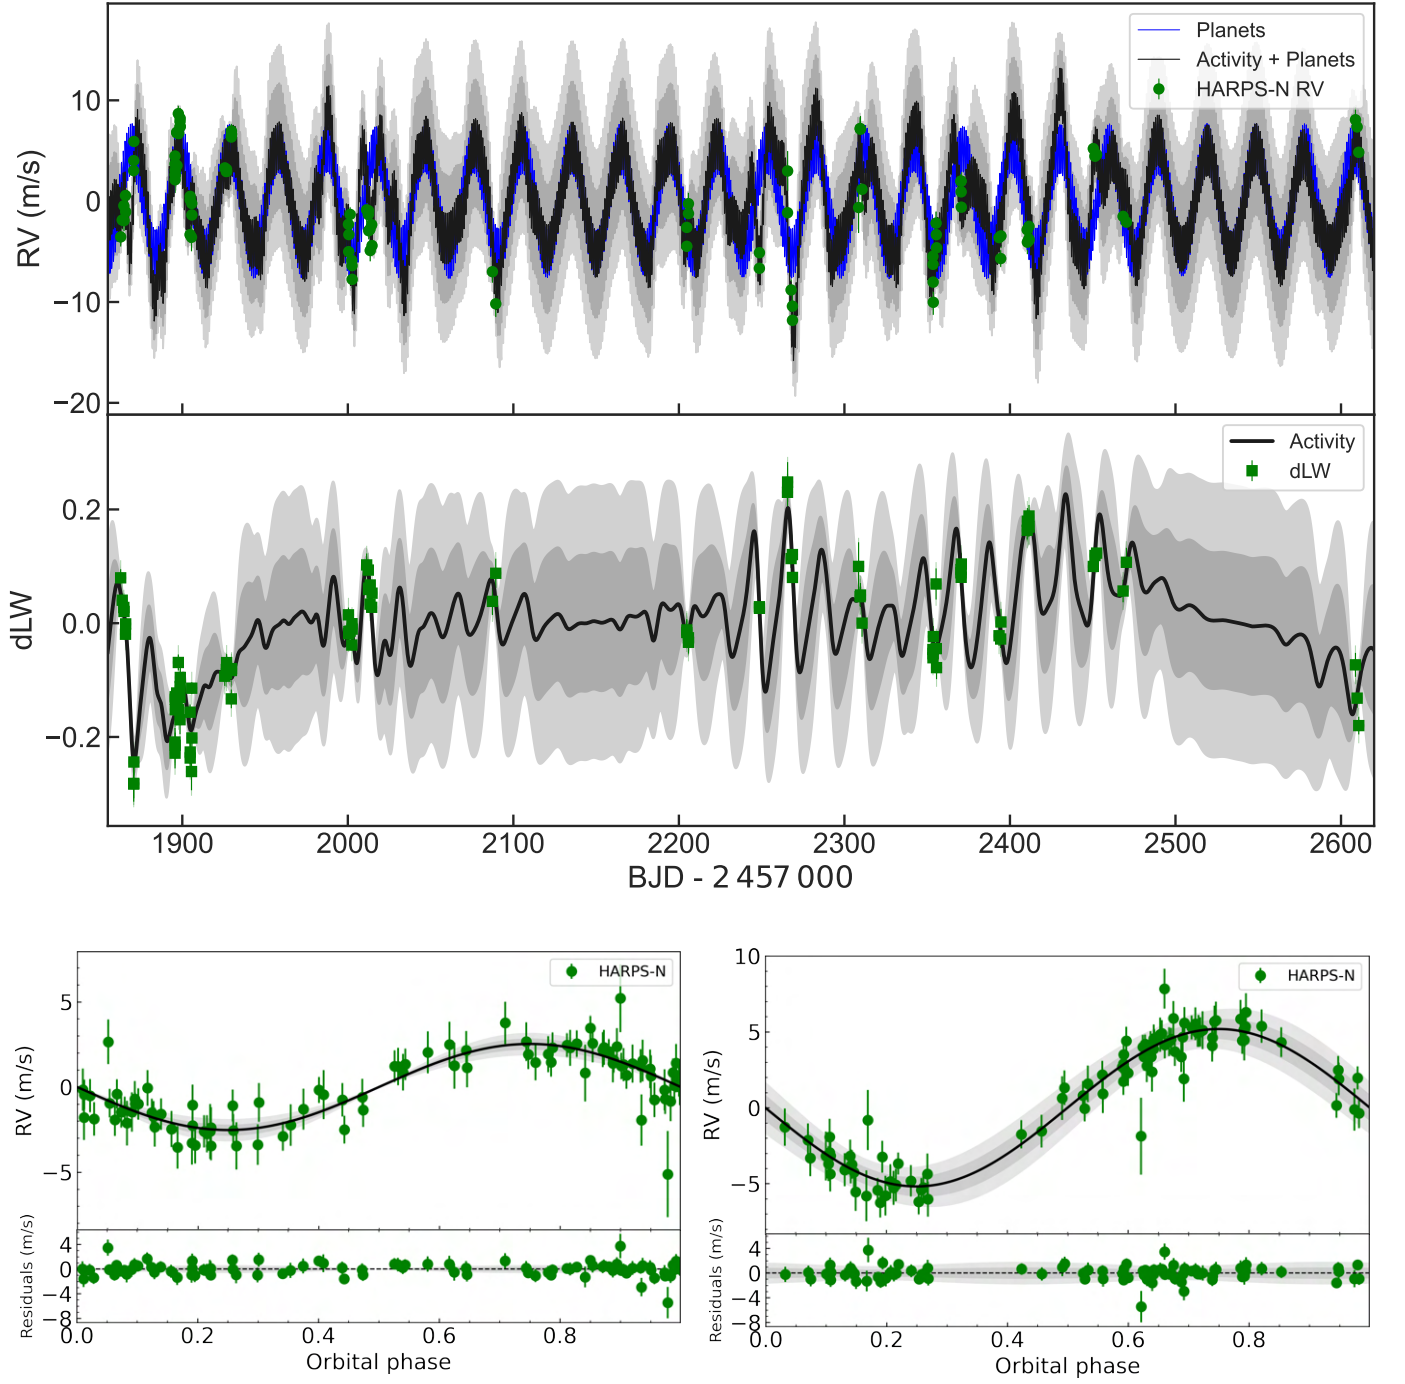 Planets
Activity + Planets
HARPS-N RV
RV (m/s)
10
0
−10
−20
Activity
dLW
dLW
0.2
0.0
−0.2
1900 2000 2100 2200 2300 2400 2500 2600
BJD - 2 457 000
HARPS-N
RV (m/s)
5
0
−5
Residuals (m/s)
4
0
−4
−8
0.0 0.2 0.4 0.6 0.8
Orbital phase
HARPS-N
RV (m/s)
10
5
0
−5
Residuals (m/s)
4
0
−4
−8
0.0 0.2 0.4 0.6 0.8
Orbital phase